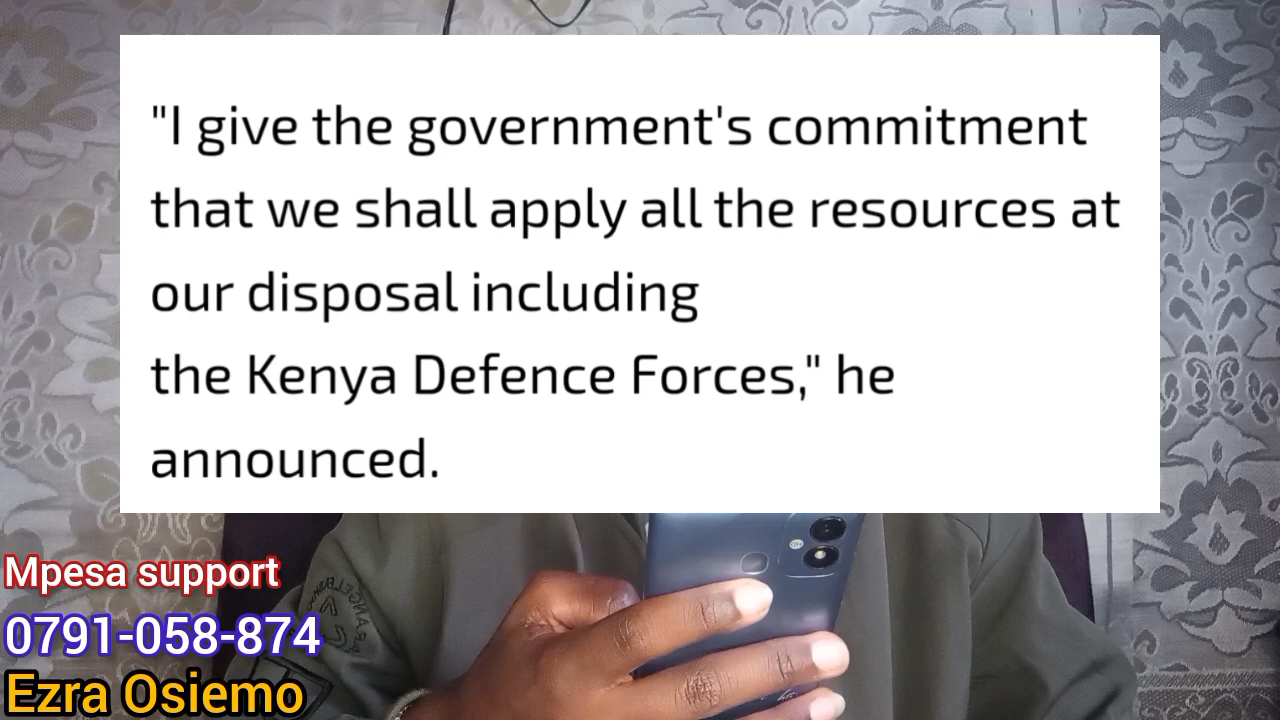 "I give the government's commitment
that we shall apply all the resources at
our disposal including
the Kenya Defence Forces," he
announced.
Mpesa support
0791-058-874
Ezra Osiemo